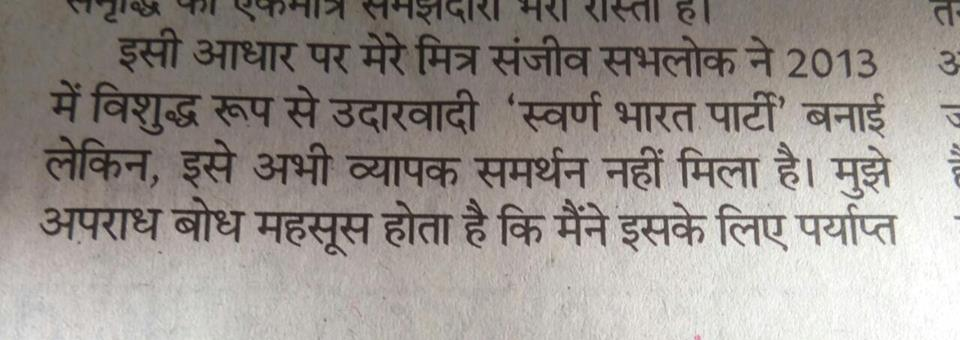 समृद्धि का एकमात्र समझदारी भरा रास्ता है।
इसी आधार पर मेरे मित्र संजीव सभलोक ने 2013
में विशुद्ध रूप से उदारवादी ‘स्वर्ण भारत पार्टी’ बनाई
लेकिन, इसे अभी व्यापक समर्थन नहीं मिला है। मुझे
अपराध बोध महसूस होता है कि मैंने इसके लिए पर्याप्त